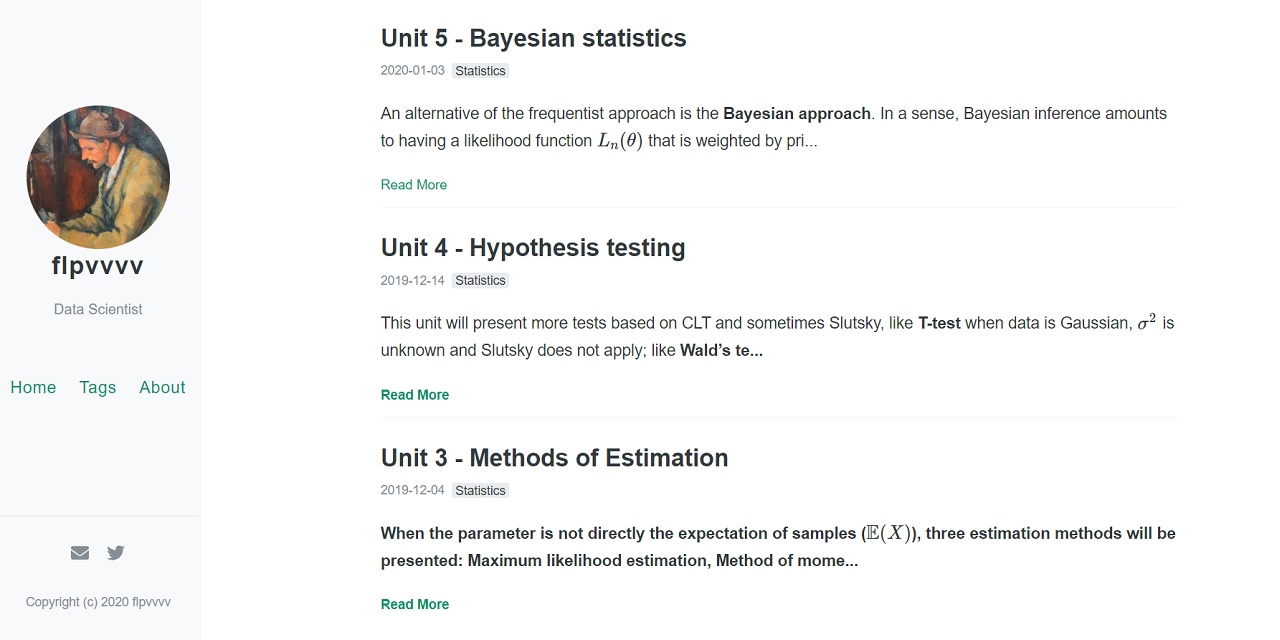 flpvvvv
Data Scientist
Home Tags About
Copyright (c) 2020 flpvvvv
Unit 5 - Bayesian statistics
2020-01-03 Statistics
An alternative of the frequentist approach is the Bayesian approach. In a sense, Bayesian inference amounts
to having a likelihood function Lₙ(θ) that is weighted by pri...
Read More
Unit 4 - Hypothesis testing
2019-12-14 Statistics
This unit will present more tests based on CLT and sometimes Slutsky, like T-test when data is Gaussian, σ² is
unknown and Slutsky does not apply; like Wald’s te...
Read More
Unit 3 - Methods of Estimation
2019-12-04 Statistics
When the parameter is not directly the expectation of samples (𝔼(X)), three estimation methods will be
presented: Maximum likelihood estimation, Method of mome...
Read More